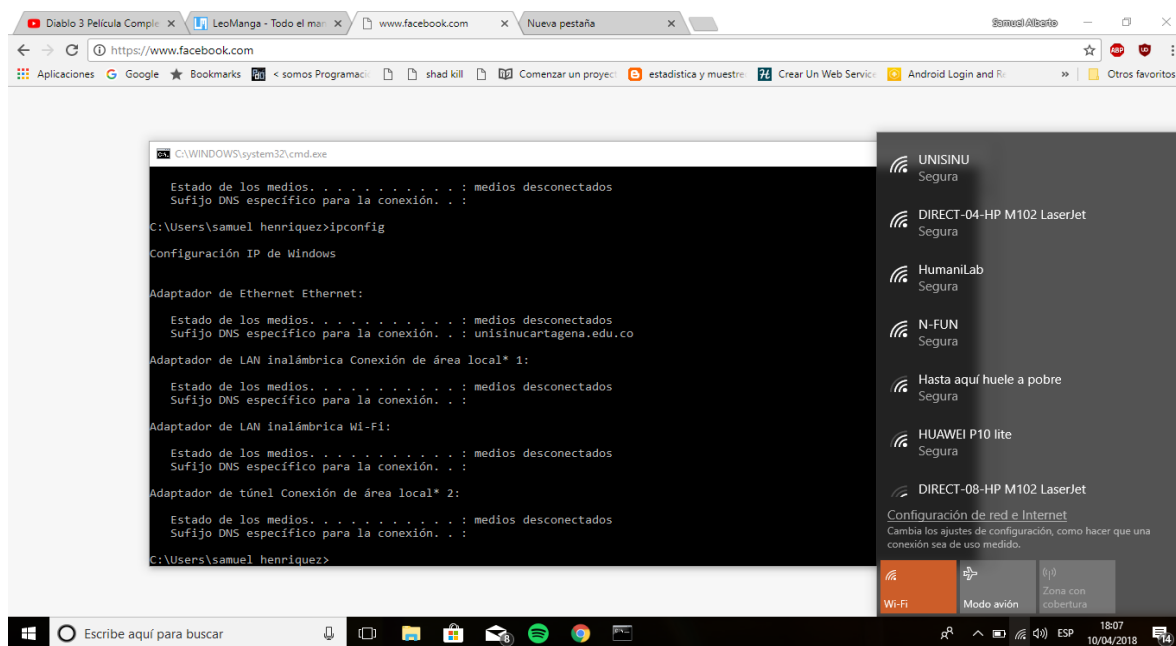 Diablo 3 Película Comple
LeoManga - Todo el man
www.facebook.com
Nueva pestaña
Samuel Alberto
https://www.facebook.com
ABP
Aplicaciones
Google
Bookmarks
< somos Programaci
shad kill
Comenzar un proyect
estadistica y muestre
Crear Un Web Service
Android Login and Re
»
Otros favoritos
C:\WINDOWS\system32\cmd.exe
Estado de los medios. . . . . . . . . . . : medios desconectados
Sufijo DNS específico para la conexión. . :
C:\Users\samuel henriquez>ipconfig
Configuración IP de Windows
Adaptador de Ethernet Ethernet:
Estado de los medios. . . . . . . . . . . : medios desconectados
Sufijo DNS específico para la conexión. . : unisinucartagena.edu.co
Adaptador de LAN inalámbrica Conexión de área local* 1:
Estado de los medios. . . . . . . . . . . : medios desconectados
Sufijo DNS específico para la conexión. . :
Adaptador de LAN inalámbrica Wi-Fi:
Estado de los medios. . . . . . . . . . . : medios desconectados
Sufijo DNS específico para la conexión. . :
Adaptador de túnel Conexión de área local* 2:
Estado de los medios. . . . . . . . . . . : medios desconectados
Sufijo DNS específico para la conexión. . :
C:\Users\samuel henriquez>
UNISINU
Segura
DIRECT-04-HP M102 LaserJet
Segura
HumaniLab
Segura
N-FUN
Segura
Hasta aquí huele a pobre
Segura
HUAWEI P10 lite
Segura
DIRECT-08-HP M102 LaserJet
Configuración de red e Internet
Cambia los ajustes de configuración, como hacer que una
conexión sea de uso medido.
Wi-Fi
Modo avión
Zona con
cobertura
Escribe aquí para buscar
8
ESP
18:07
10/04/2018
14